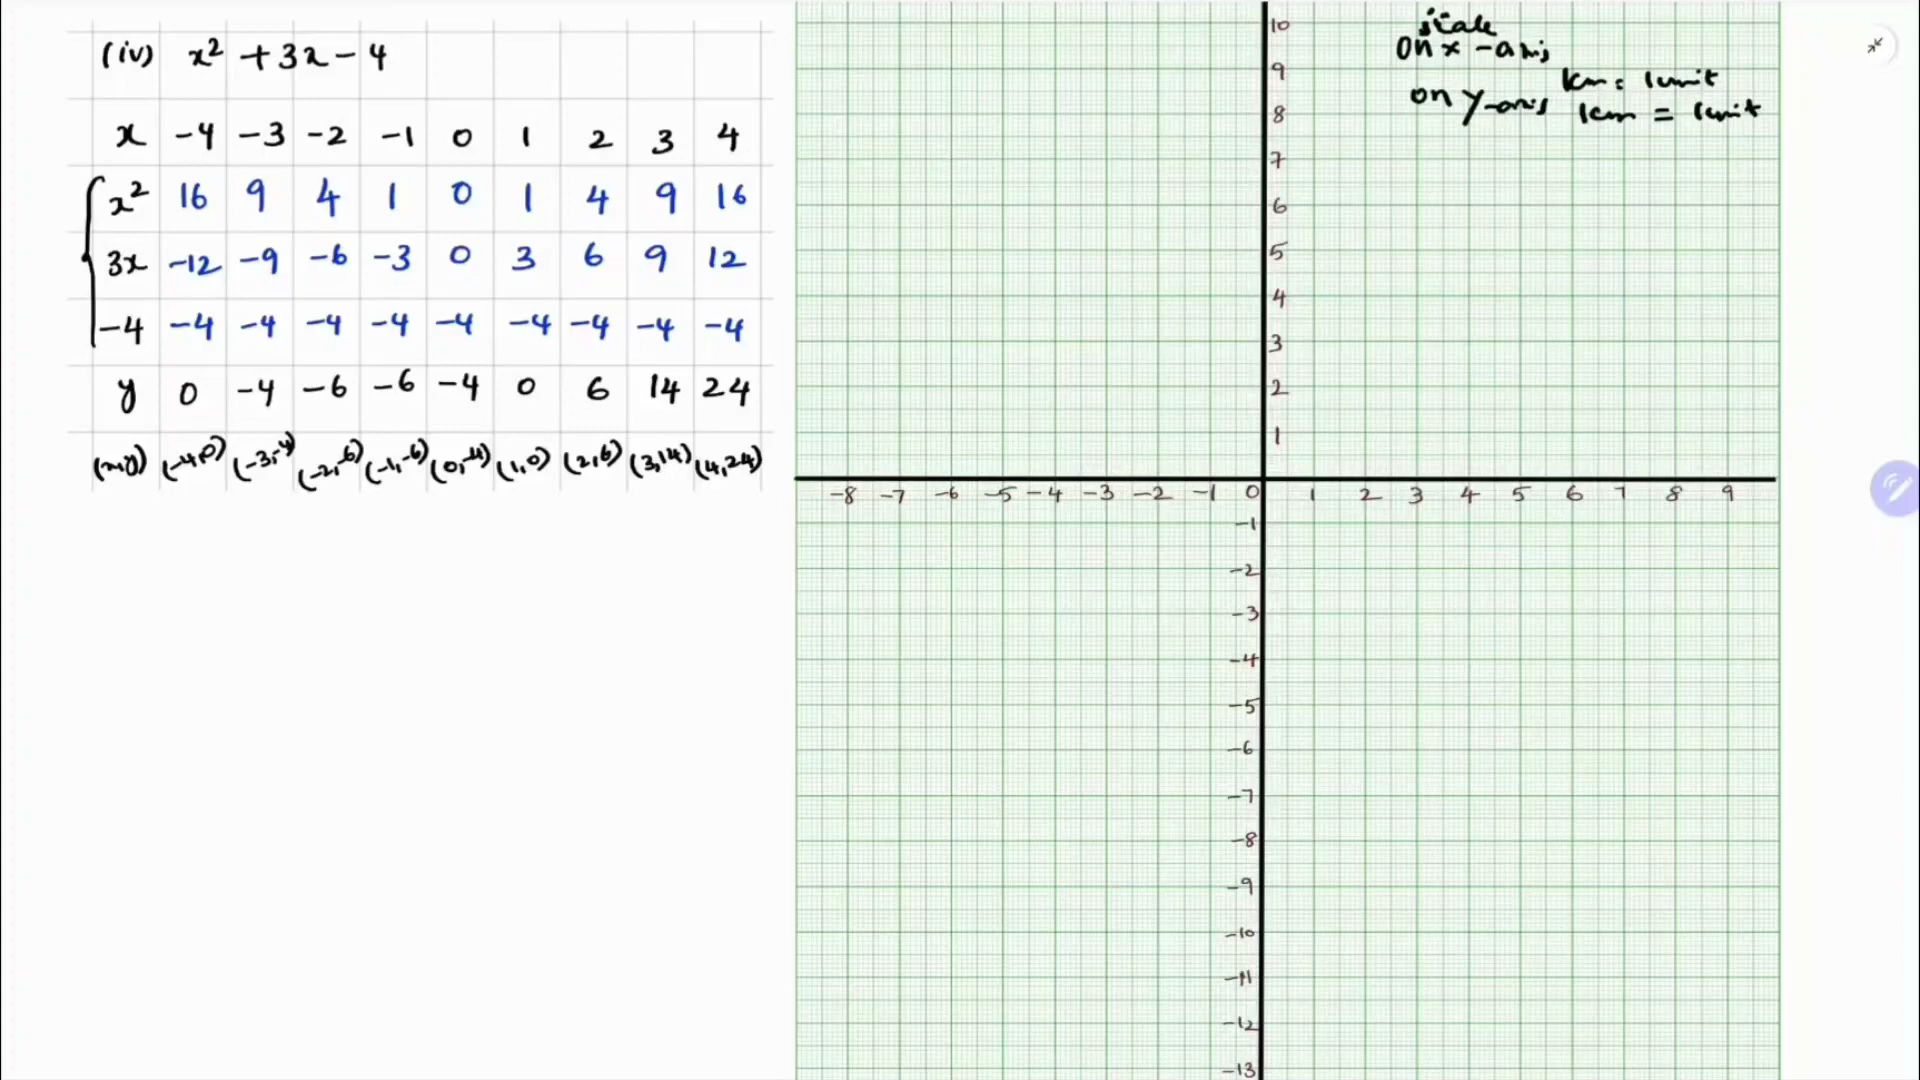 (iv) x² + 3x - 4
x -4 -3 -2 -1 0 1 2 3 4
x² 16 9 4 1 0 1 4 9 16
3x -12 -9 -6 -3 0 3 6 9 12
-4 -4 -4 -4 -4 -4 -4 -4 -4 -4
y 0 -4 -6 -6 -4 0 6 14 24
(x,y) (-4,0) (-3,-4) (-2,-6) (-1,-6) (0,-4) (1,0) (2,6) (3,14) (4,24)
scale
on x-axis
1cm = 1unit
on y-axis 1cm = 1unit
10
9
8
7
6
5
4
3
2
1
-8 -7 -6 -5 -4 -3 -2 -1 0 1 2 3 4 5 6 7 8 9
-1
-2
-3
-4
-5
-6
-7
-8
-9
-10
-11
-12
-13